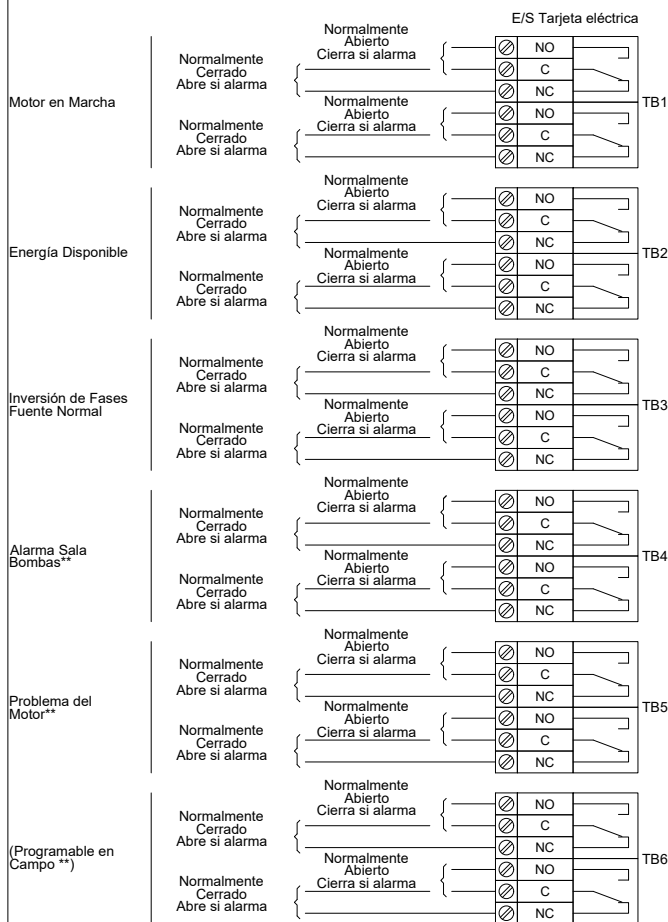 E/S Tarjeta eléctrica
Motor en Marcha
Normalmente
Cerrado
Abre si alarma
Normalmente
Abierto
Cierra si alarma
NO
C
NC
Normalmente
Cerrado
Abre si alarma
Normalmente
Abierto
Cierra si alarma
NO
C
NC
TB1
Energía Disponible
Normalmente
Cerrado
Abre si alarma
Normalmente
Abierto
Cierra si alarma
NO
C
NC
Normalmente
Cerrado
Abre si alarma
Normalmente
Abierto
Cierra si alarma
NO
C
NC
TB2
Inversión de Fases
Fuente Normal
Normalmente
Cerrado
Abre si alarma
Normalmente
Abierto
Cierra si alarma
NO
C
NC
Normalmente
Cerrado
Abre si alarma
Normalmente
Abierto
Cierra si alarma
NO
C
NC
TB3
Alarma Sala
Bombas**
Normalmente
Cerrado
Abre si alarma
Normalmente
Abierto
Cierra si alarma
NO
C
NC
Normalmente
Cerrado
Abre si alarma
Normalmente
Abierto
Cierra si alarma
NO
C
NC
TB4
Problema del
Motor**
Normalmente
Cerrado
Abre si alarma
Normalmente
Abierto
Cierra si alarma
NO
C
NC
Normalmente
Cerrado
Abre si alarma
Normalmente
Abierto
Cierra si alarma
NO
C
NC
TB5
(Programable en
Campo **)
Normalmente
Cerrado
Abre si alarma
Normalmente
Abierto
Cierra si alarma
NO
C
NC
Normalmente
Cerrado
Abre si alarma
Normalmente
Abierto
Cierra si alarma
NO
C
NC
TB6